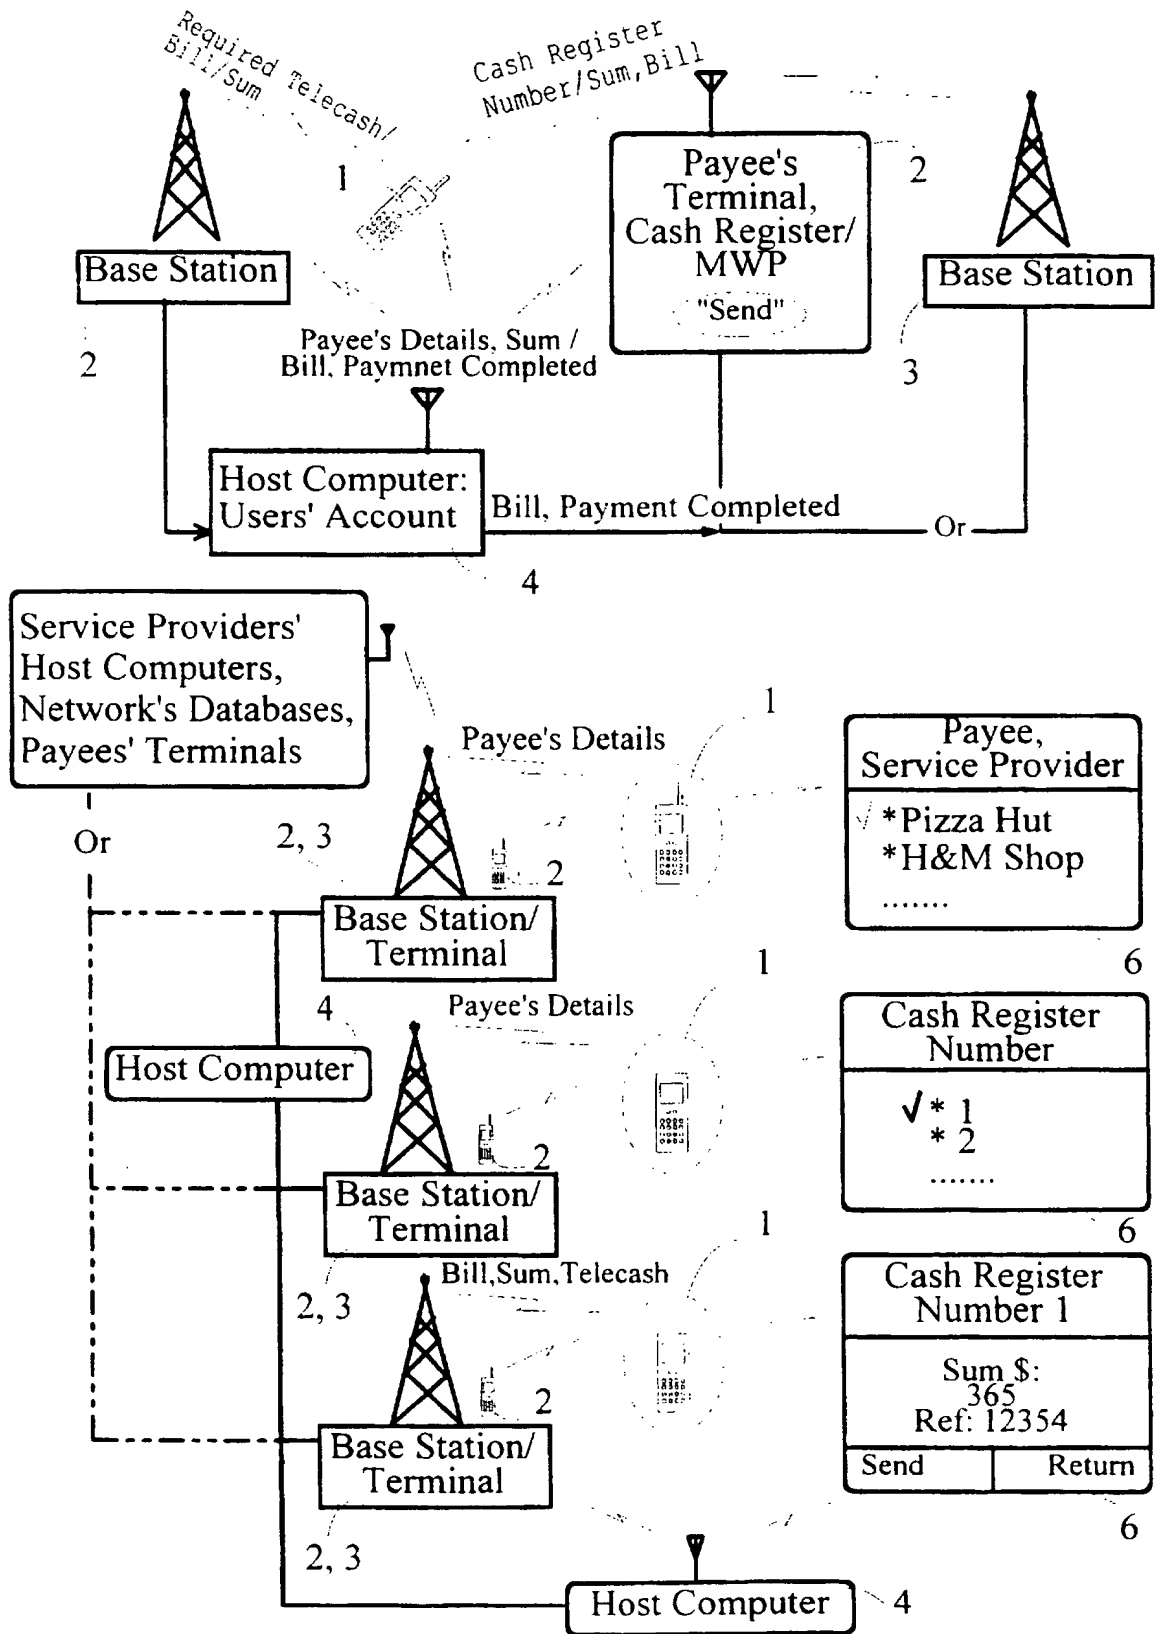 Required Telecash/
Bill/Sum
Cash Register
Number/Sum,Bill
1
Payee's
Terminal,
Cash Register/
MWP
"Send"
2
Base Station
2
Base Station
3
Payee's Details, Sum /
Bill, Paymnet Completed
Host Computer:
Users' Account
Bill, Payment Completed
Or
4
Service Providers'
Host Computers,
Network's Databases,
Payees' Terminals
Or
Payee's Details
1
2, 3
2
Base Station/
Terminal
Payee,
Service Provider
✓ *Pizza Hut
*H&M Shop
.......
6
4
Host Computer
Payee's Details
1
2
Base Station/
Terminal
2, 3
Cash Register
Number
✓ * 1
* 2
.......
6
Bill,Sum,Telecash
1
2
Base Station/
Terminal
2, 3
Cash Register
Number 1
Sum $:
365
Ref: 12354
Send Return
6
Host Computer
4